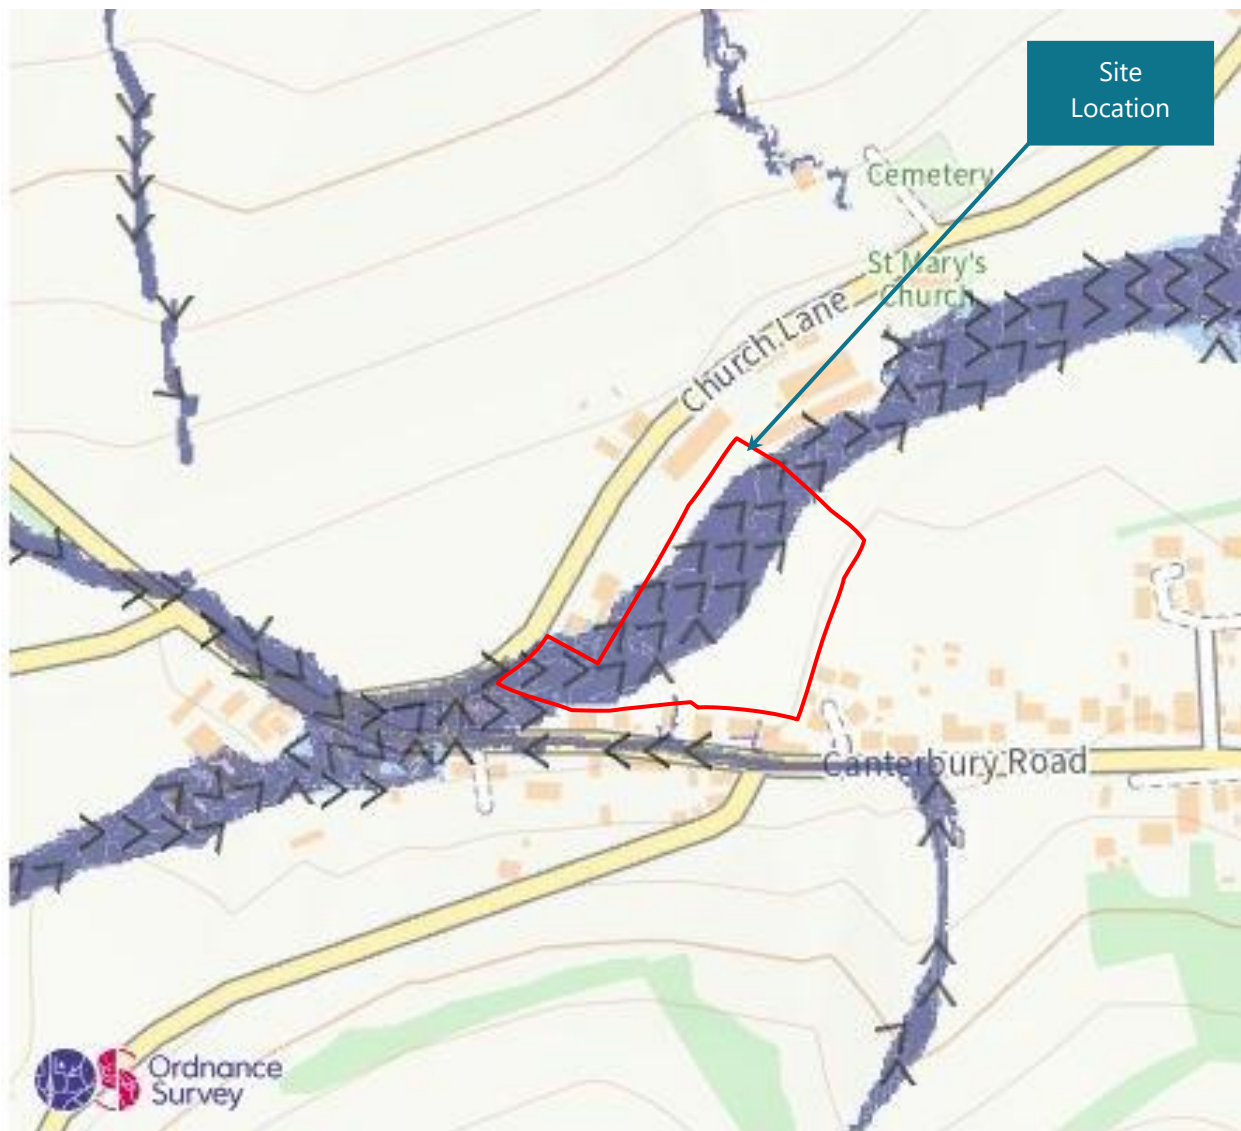 Site
Location
Cemetery
St Mary's
Church
Church Lane
Canterbury Road
Ordnance
Survey